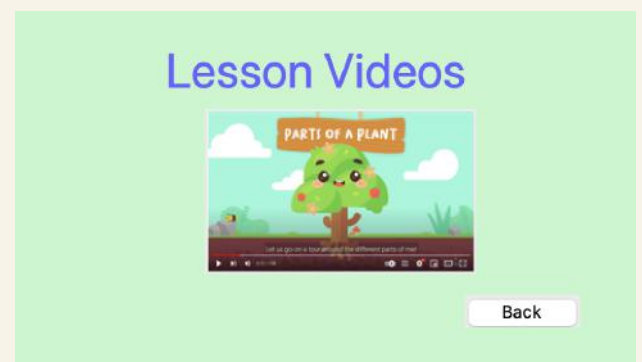 Lesson Videos
PARTS OF A PLANT
Let us go on a tour around the different parts of me!
Back